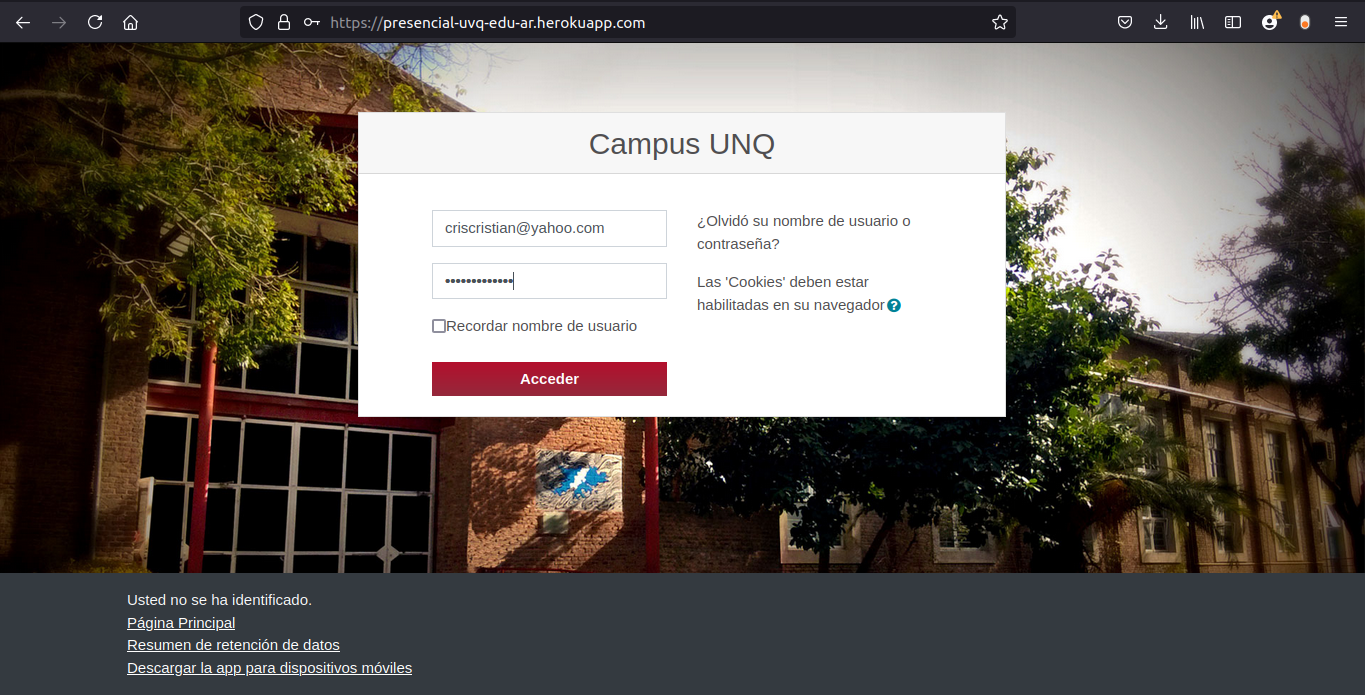 https://presencial-uvq-edu-ar.herokuapp.com
Campus UNQ
criscristian@yahoo.com
•••••••••••••
Recordar nombre de usuario
Acceder
¿Olvidó su nombre de usuario o
contraseña?
Las 'Cookies' deben estar
habilitadas en su navegador
Usted no se ha identificado.
Página Principal
Resumen de retención de datos
Descargar la app para dispositivos móviles